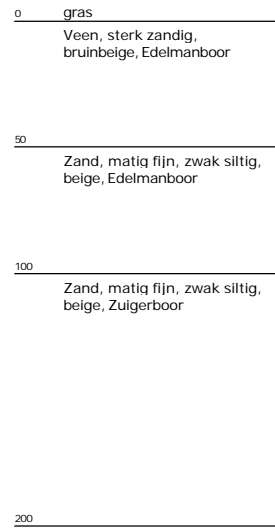 0 gras
Veen, sterk zandig,
bruinbeige, Edelmanboor
50
Zand, matig fijn, zwak siltig,
beige, Edelmanboor
100
Zand, matig fijn, zwak siltig,
beige, Zuigerboor
200